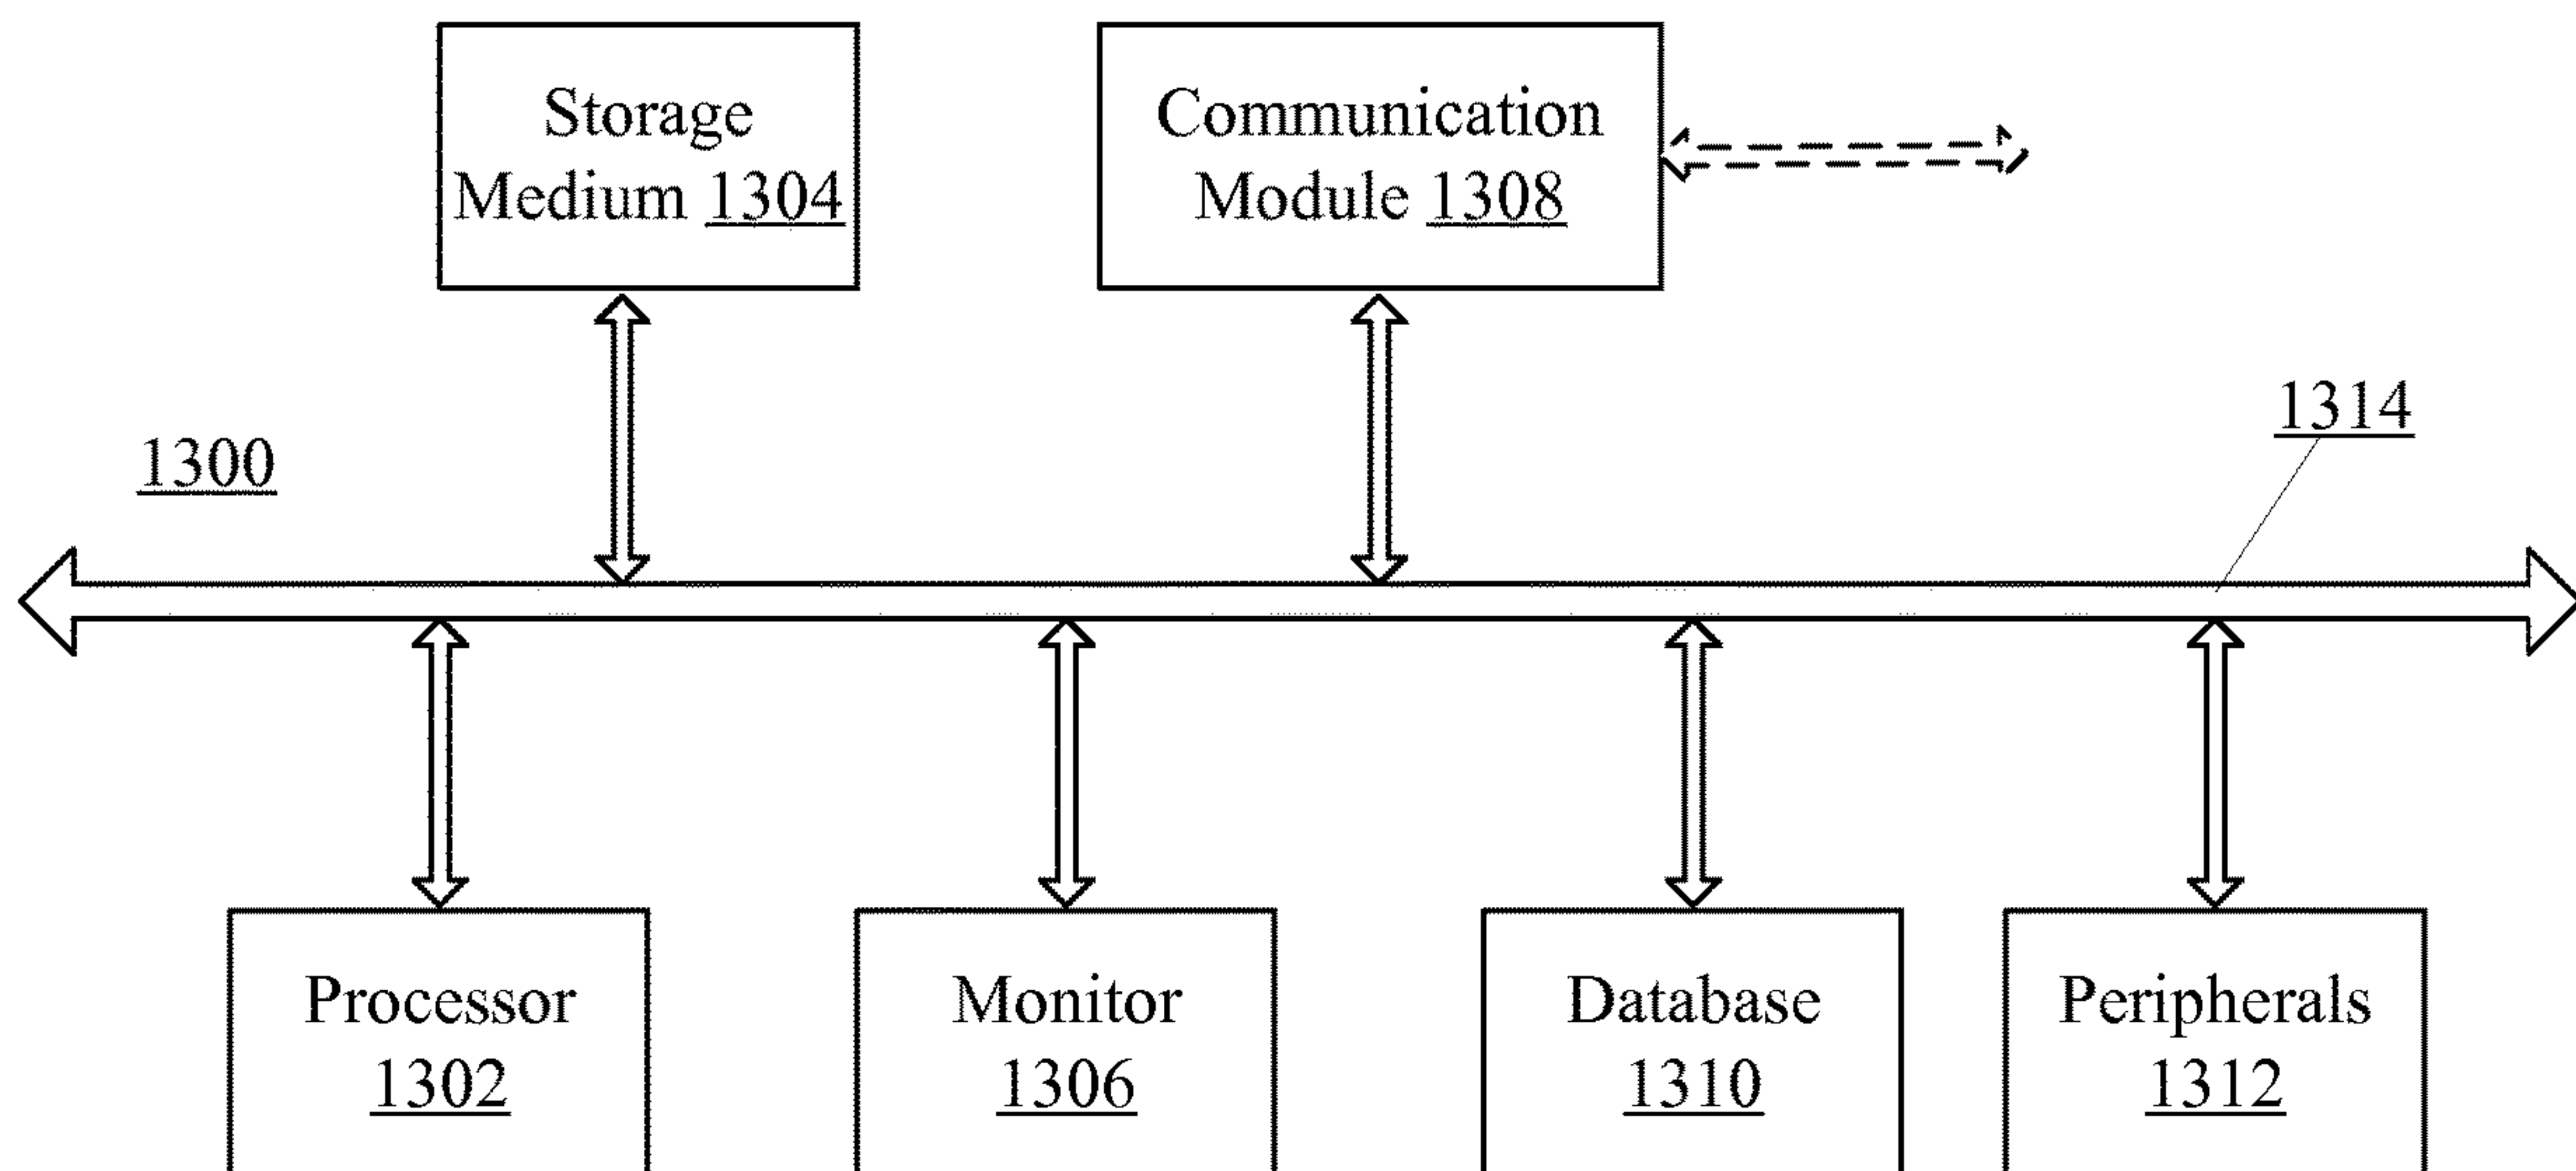 Storage
Medium 1304
Communication
Module 1308
1300
1314
Processor
1302
Monitor
1306
Database
1310
Peripherals
1312